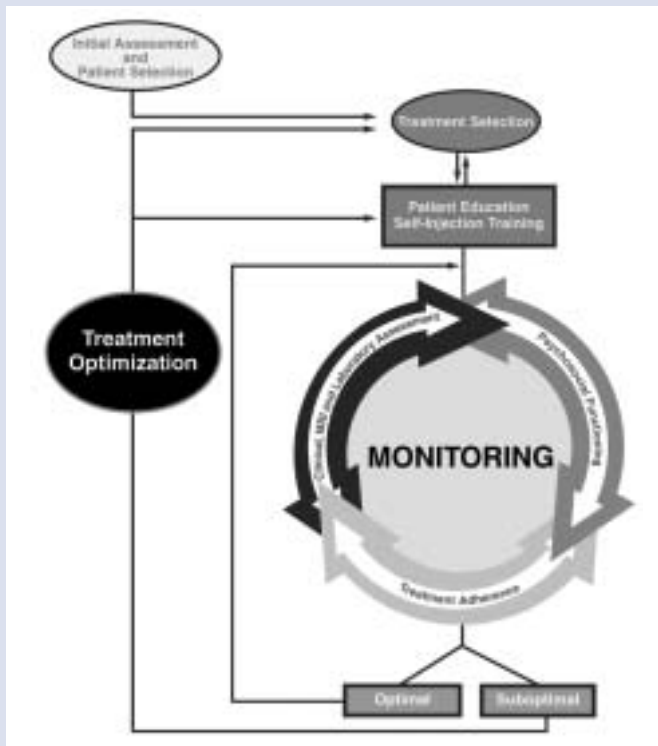 Initial Assessment
and
Patient Selection
Treatment Selection
Patient Education
Self-Injection Training
Treatment
Optimization
Clinical, MRI and Laboratory Assessment
Psychosocial Functioning
MONITORING
Treatment Adherence
Optimal
Suboptimal